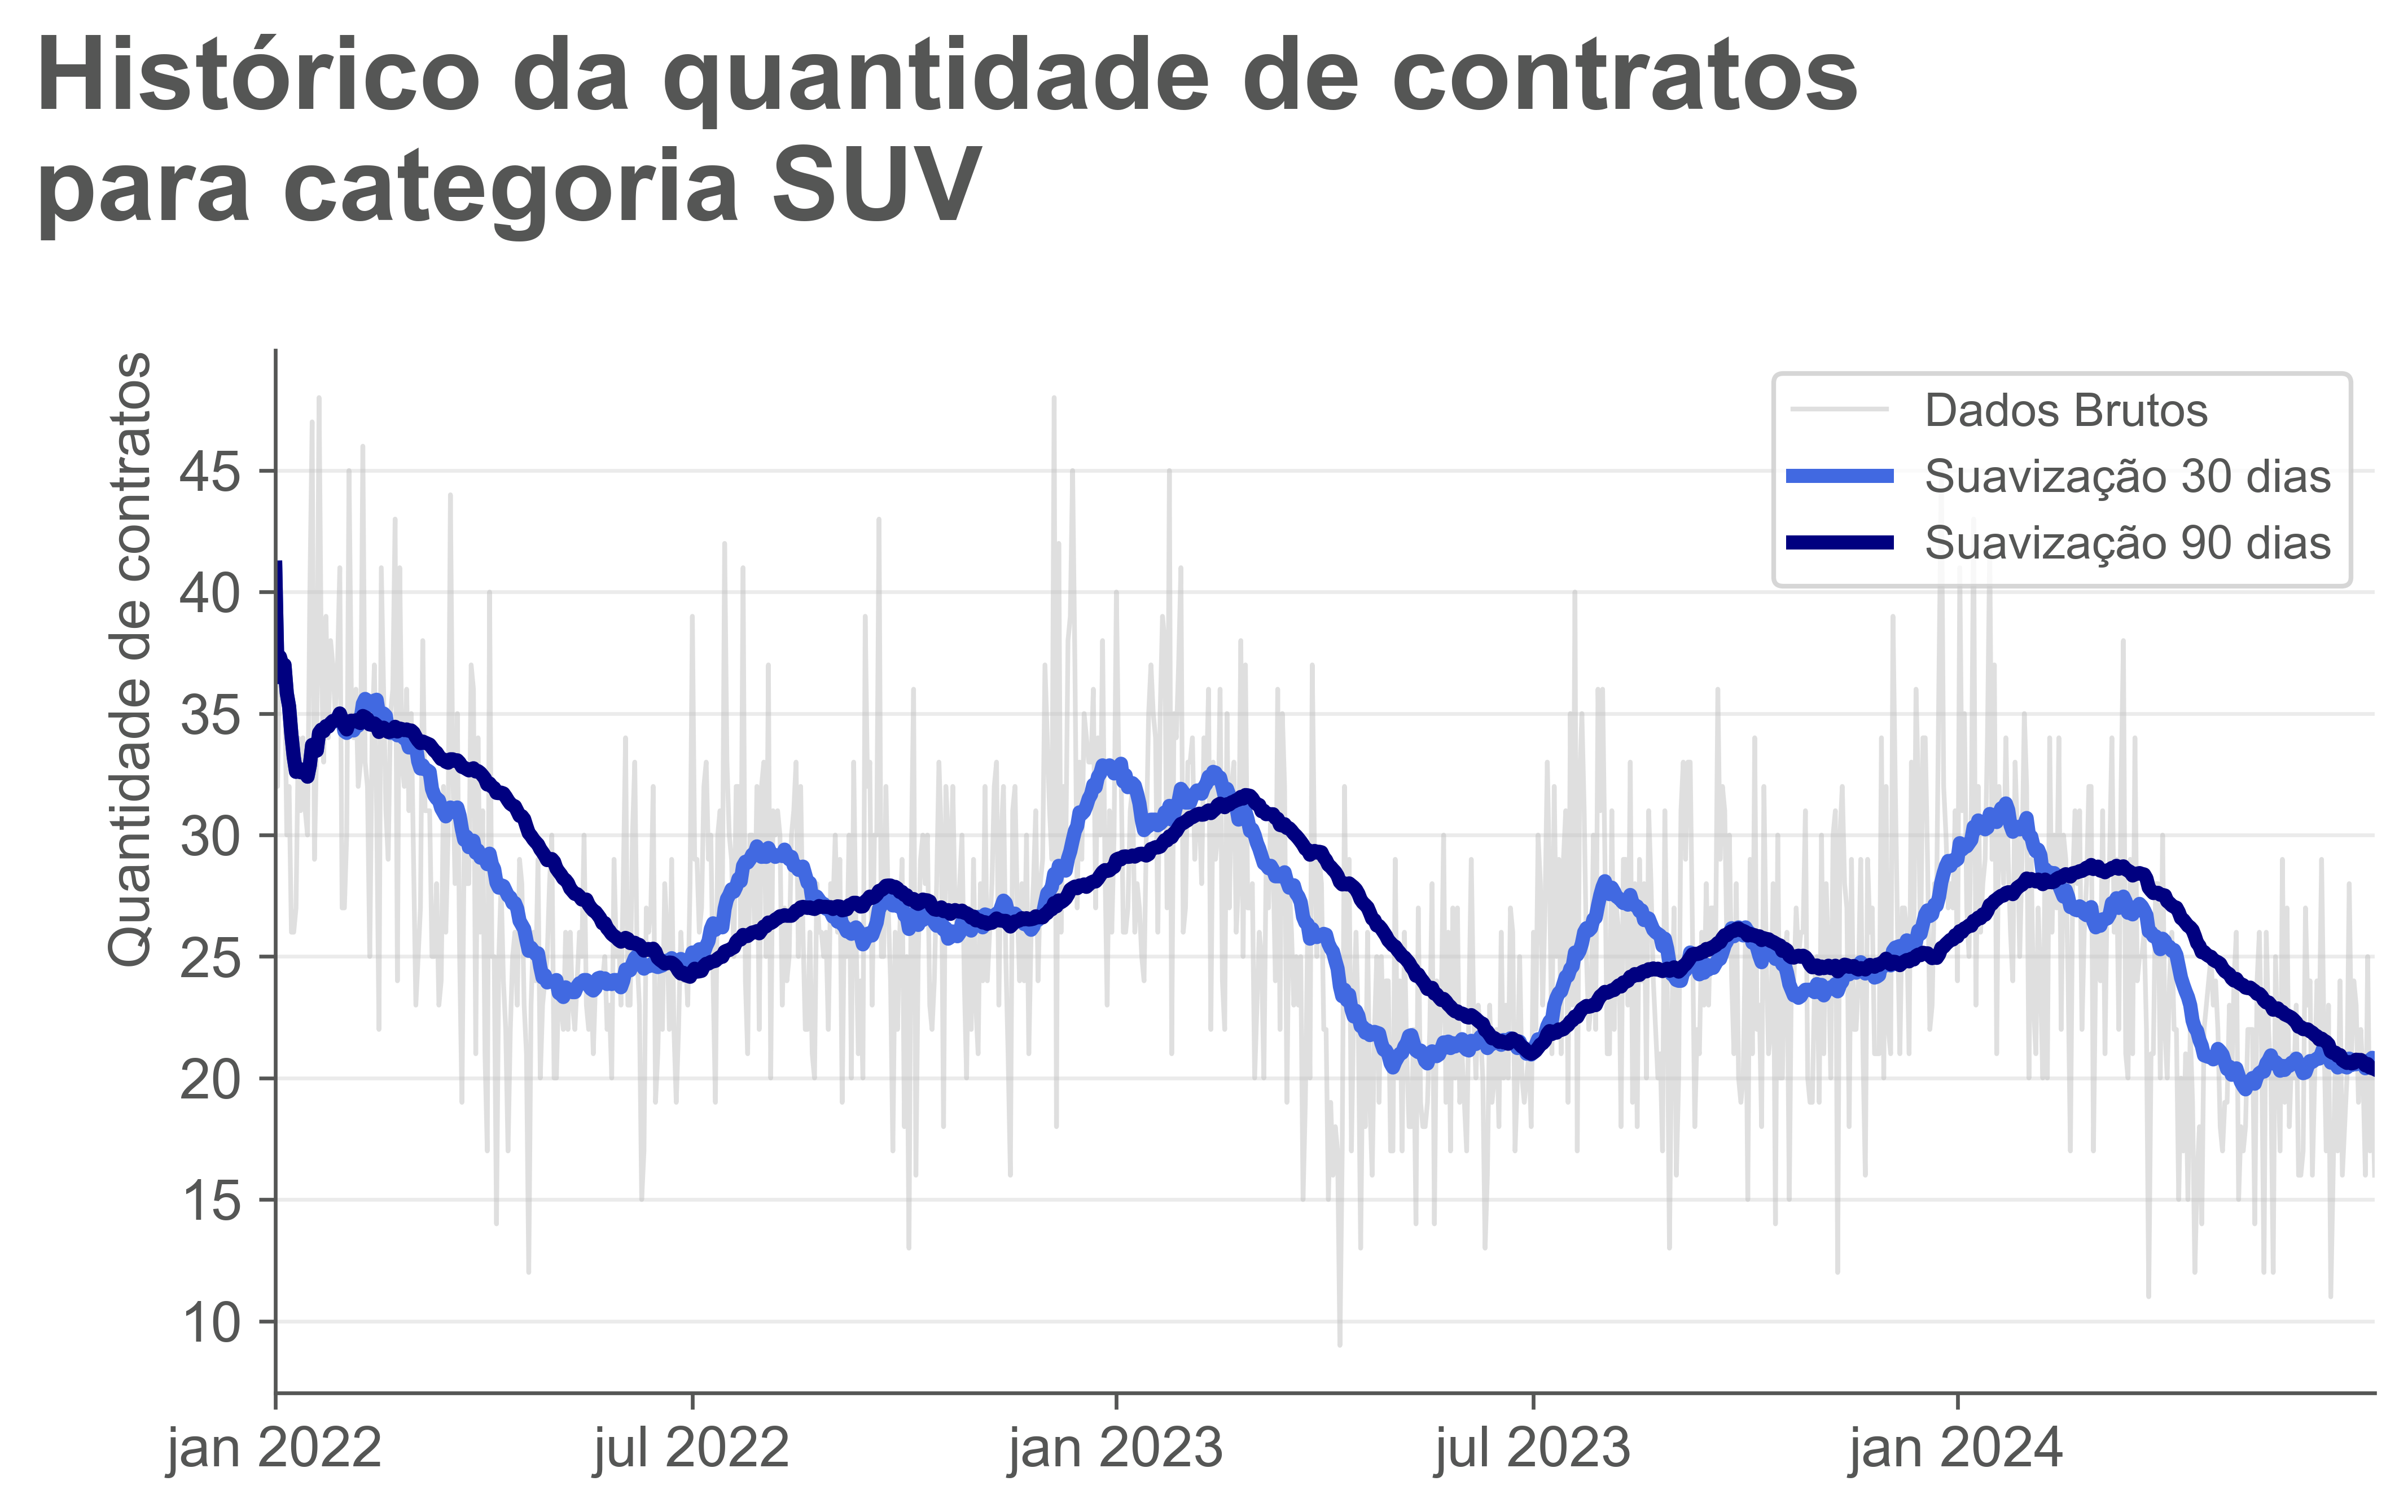 Histórico da quantidade de contratos
para categoria SUV
Quantidade de contratos
45
40
35
30
25
20
15
10
Dados Brutos
Suavização 30 dias
Suavização 90 dias
jan 2022
jul 2022
jan 2023
jul 2023
jan 2024